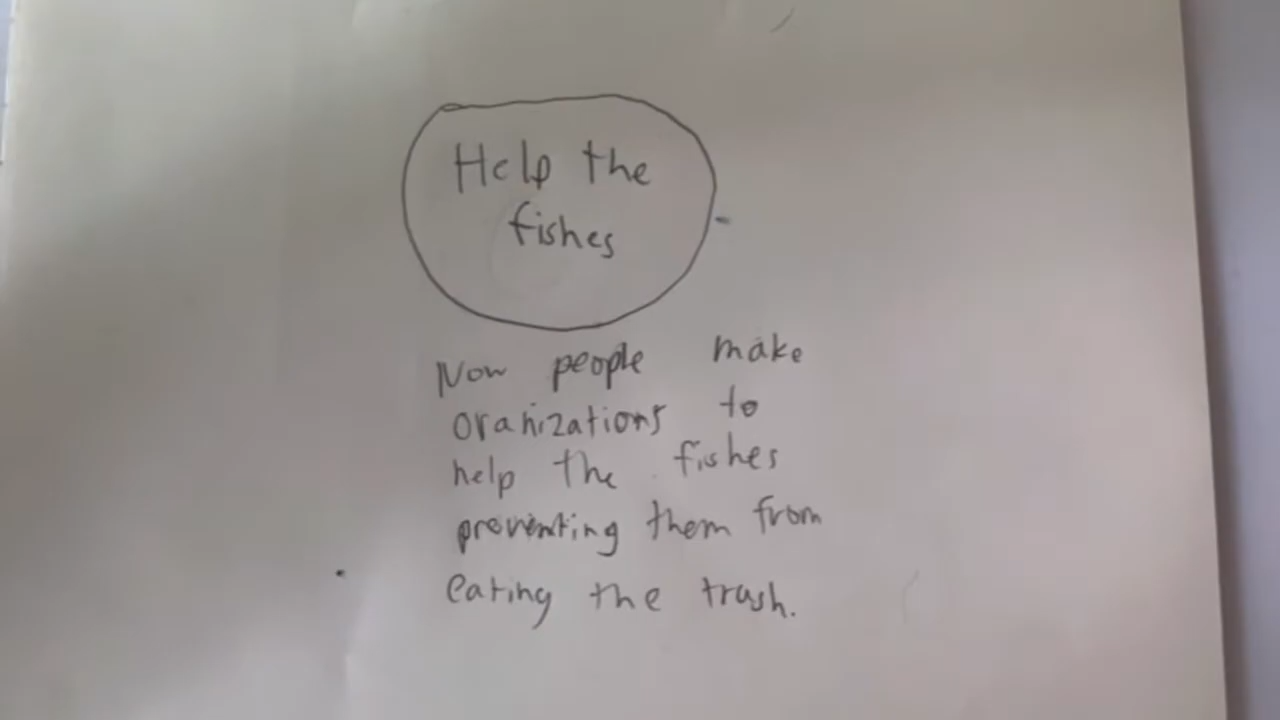 Help the
fishes
Now people make
oranizations to
help the fishes
preventing them from
eating the trash.